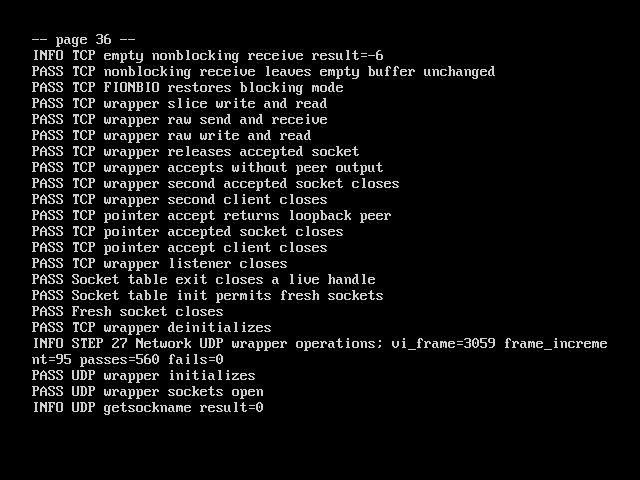 -- page 36 --
INFO TCP empty nonblocking receive result=-6
PASS TCP nonblocking receive leaves empty buffer unchanged
PASS TCP FIONBIO restores blocking mode
PASS TCP wrapper slice write and read
PASS TCP wrapper raw send and receive
PASS TCP wrapper raw write and read
PASS TCP wrapper releases accepted socket
PASS TCP wrapper accepts without peer output
PASS TCP wrapper second accepted socket closes
PASS TCP wrapper second client closes
PASS TCP pointer accept returns loopback peer
PASS TCP pointer accepted socket closes
PASS TCP pointer accept client closes
PASS TCP wrapper listener closes
PASS Socket table exit closes a live handle
PASS Socket table init permits fresh sockets
PASS Fresh socket closes
PASS TCP wrapper deinitializes
INFO STEP 27 Network UDP wrapper operations; vi_frame=3059 frame_increme
nt=95 passes=560 fails=0
PASS UDP wrapper initializes
PASS UDP wrapper sockets open
INFO UDP getsockname result=0